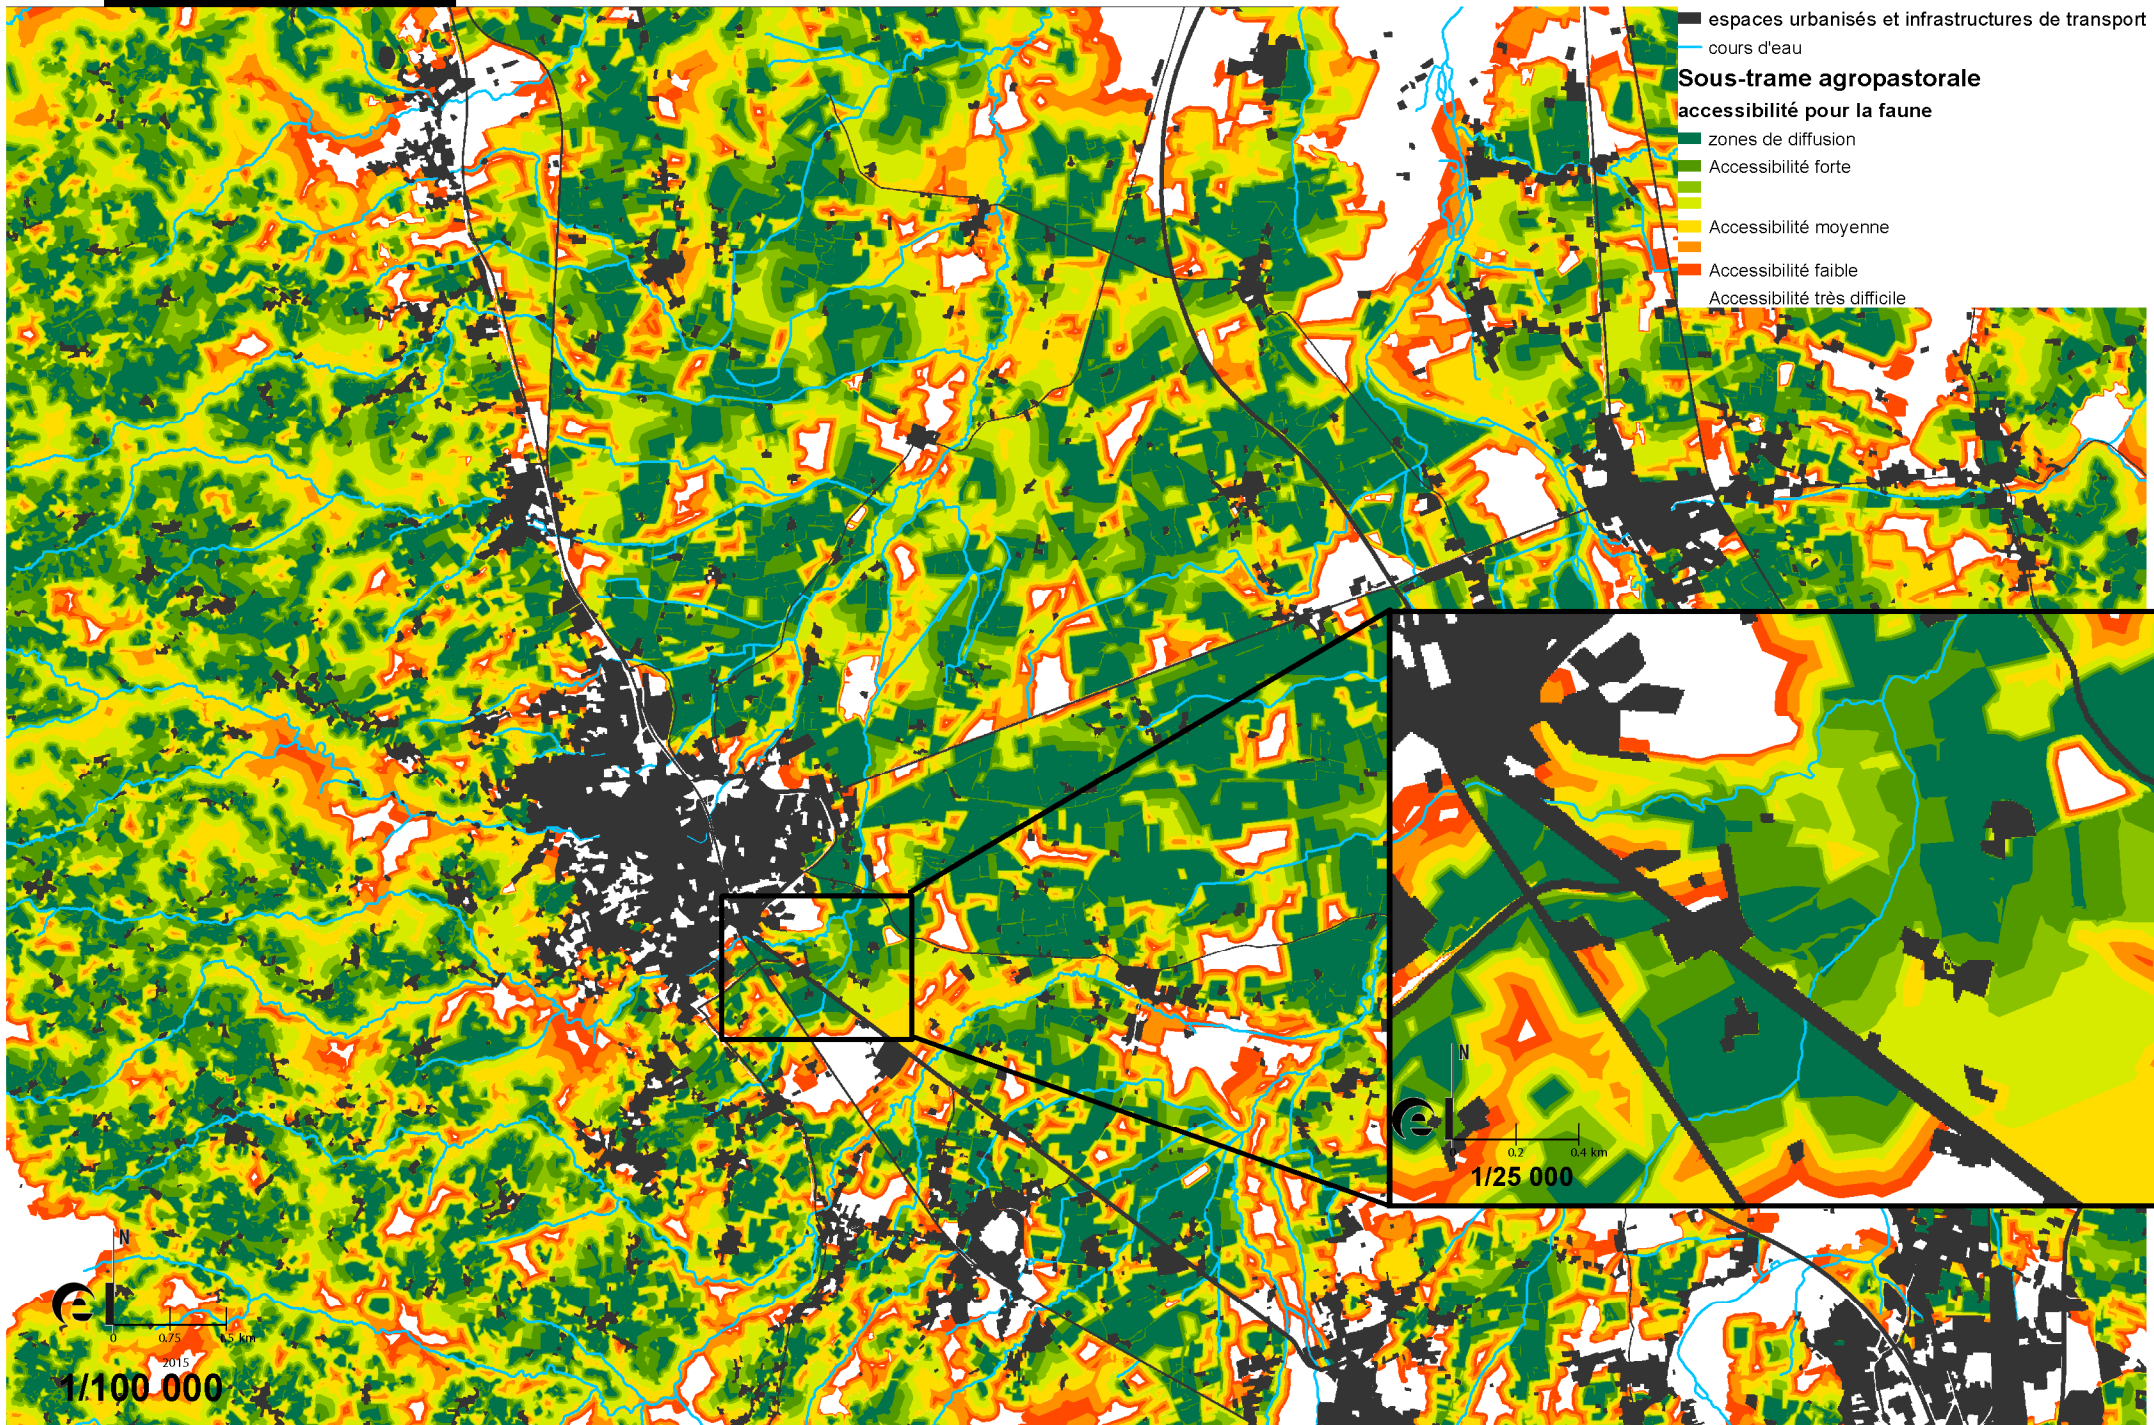 espaces urbanisés et infrastructures de transport
cours d'eau
Sous-trame agropastorale
accessibilité pour la faune
zones de diffusion
Accessibilité forte
Accessibilité moyenne
Accessibilité faible
Accessibilité très difficile
N
0 0.2 0.4 km
1/25 000
N
0 0.75 1.5 km
2015
1/100 000